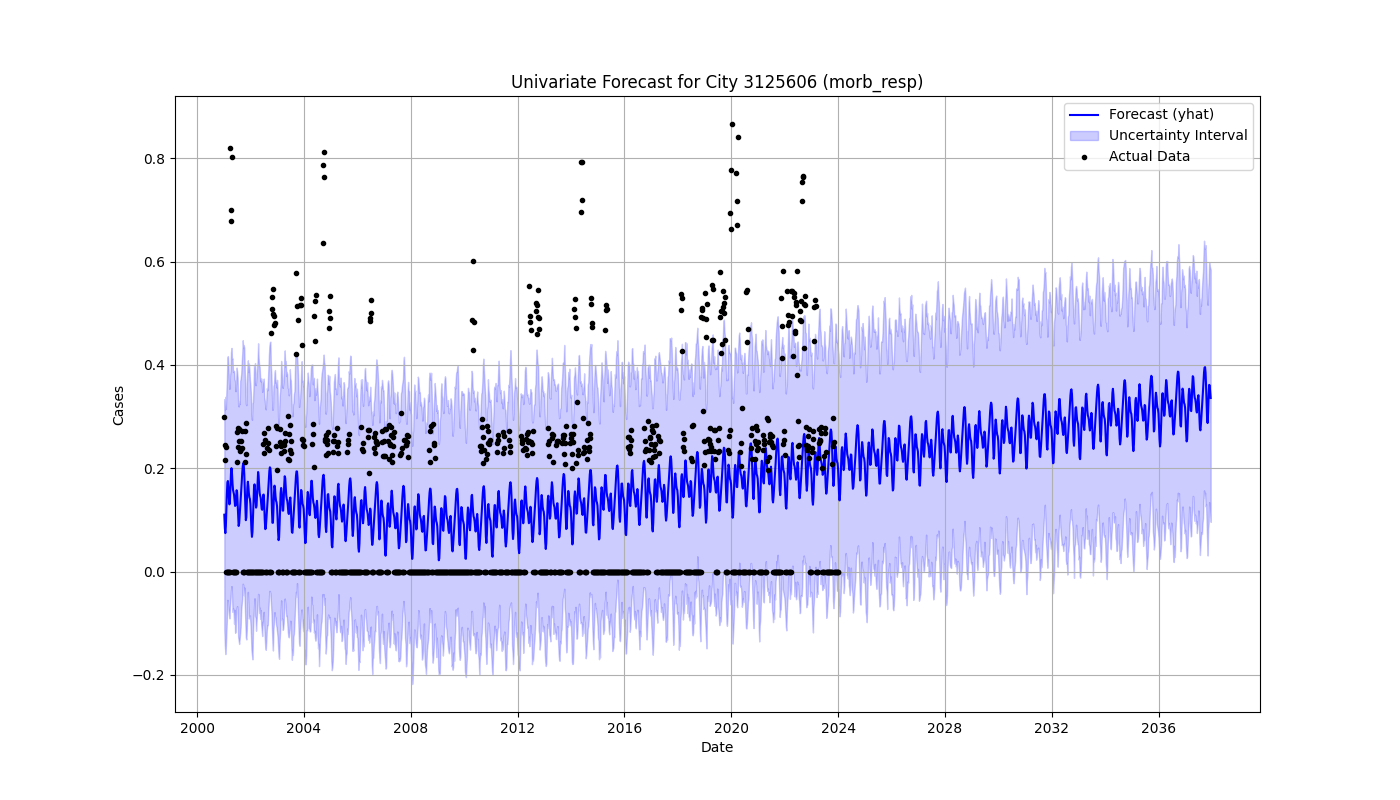 Univariate Forecast for City 3125606 (morb_resp)
Forecast (yhat)
Uncertainty Interval
Actual Data
Cases
0.8
0.6
0.4
0.2
0.0
−0.2
2000 2004 2008 2012 2016 2020 2024 2028 2032 2036
Date